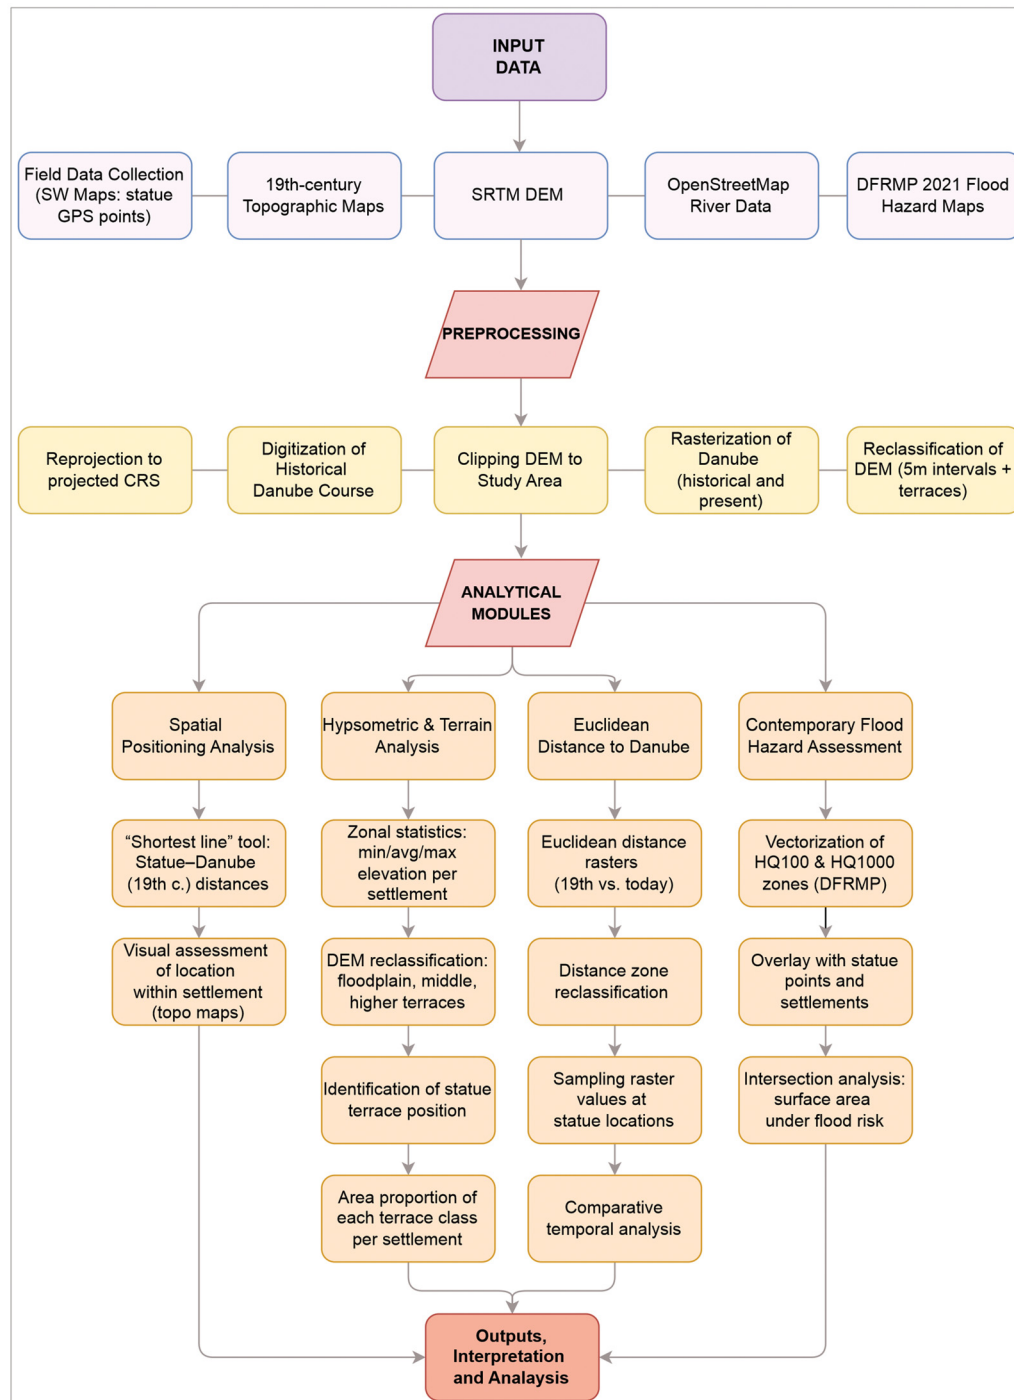 INPUT
DATA
Field Data Collection
(SW Maps: statue
GPS points)
19th-century
Topographic Maps
SRTM DEM
OpenStreetMap
River Data
DFRMP 2021 Flood
Hazard Maps
PREPROCESSING
Reprojection to
projected CRS
Digitization of
Historical
Danube Course
Clipping DEM to
Study Area
Rasterization of
Danube
(historical and
present)
Reclassification of
DEM (5m intervals +
terraces)
ANALYTICAL
MODULES
Spatial
Positioning Analysis
Hypsometric & Terrain
Analysis
Euclidean
Distance to Danube
Contemporary Flood
Hazard Assessment
“Shortest line” tool:
Statue–Danube
(19th c.) distances
Zonal statistics:
min/avg/max
elevation per
settlement
Euclidean distance
rasters
(19th vs. today)
Vectorization of
HQ100 & HQ1000
zones (DFRMP)
Visual assessment
of location
within settlement
(topo maps)
DEM reclassification:
floodplain, middle,
higher terraces
Distance zone
reclassification
Overlay with statue
points and
settlements
Identification of statue
terrace position
Sampling raster
values at
statue locations
Intersection analysis:
surface area
under flood risk
Area proportion of
each terrace class
per settlement
Comparative
temporal analysis
Outputs,
Interpretation
and Analaysis